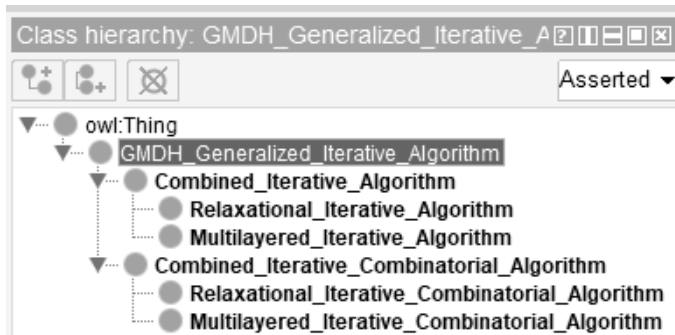 Class hierarchy: GMDH_Generalized_Iterative_A
Asserted
owl:Thing
GMDH_Generalized_Iterative_Algorithm
Combined_Iterative_Algorithm
Relaxational_Iterative_Algorithm
Multilayered_Iterative_Algorithm
Combined_Iterative_Combinatorial_Algorithm
Relaxational_Iterative_Combinatorial_Algorithm
Multilayered_Iterative_Combinatorial_Algorithm